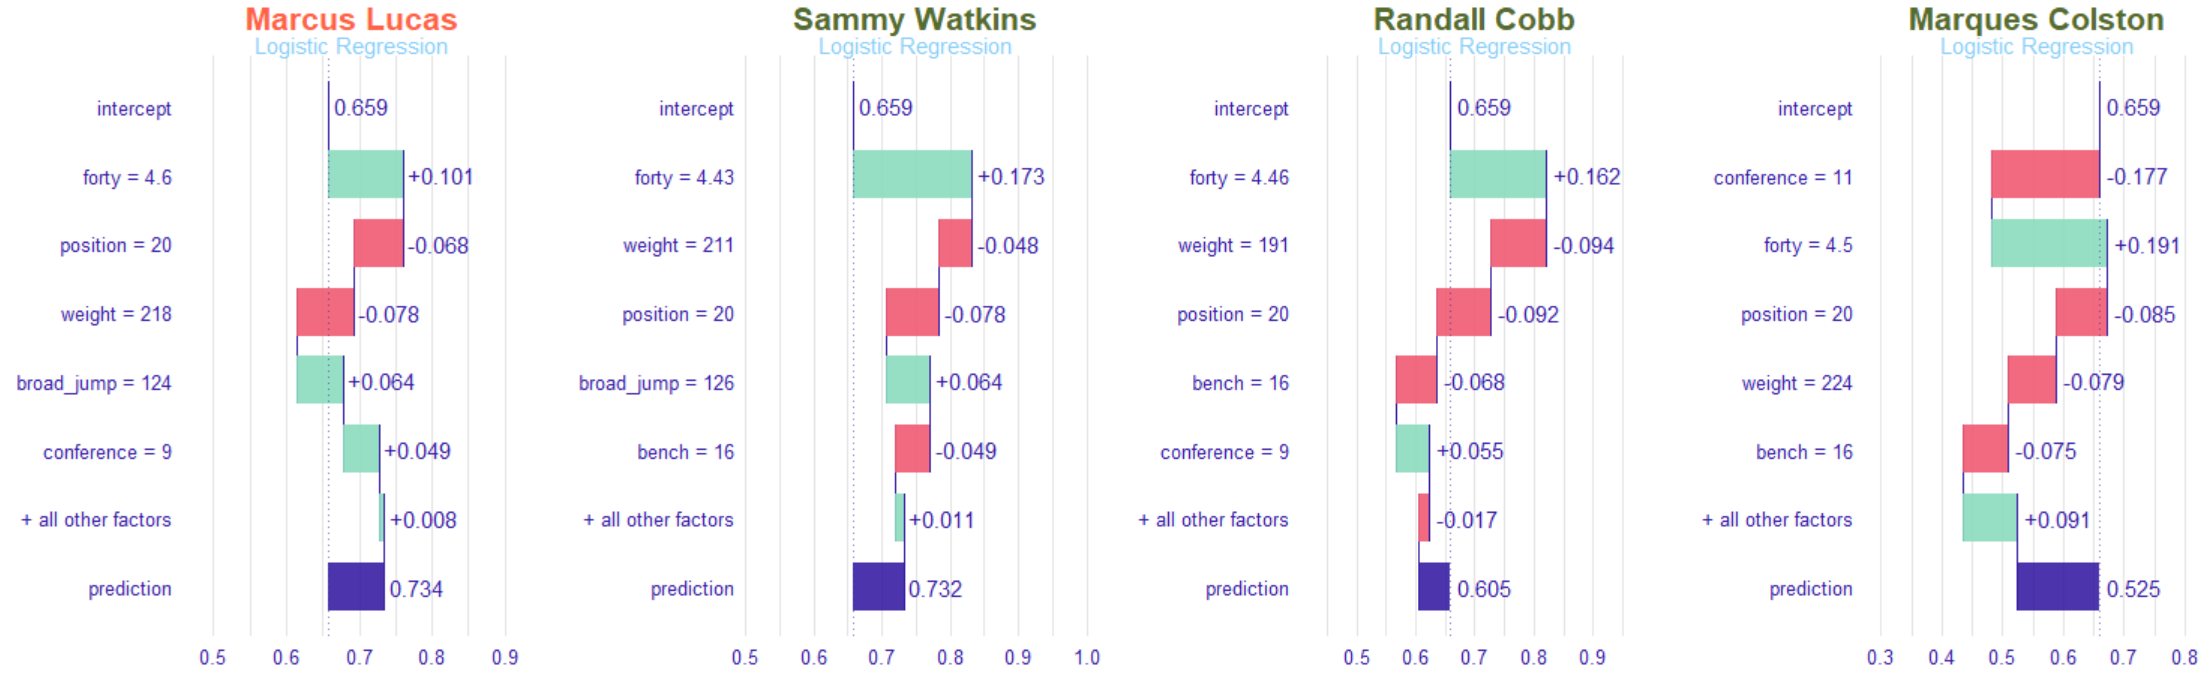 Marcus Lucas
Logistic Regression
intercept
0.659
forty = 4.6
+0.101
position = 20
-0.068
weight = 218
-0.078
broad_jump = 124
+0.064
conference = 9
+0.049
+ all other factors
+0.008
prediction
0.734
0.5 0.6 0.7 0.8 0.9
Sammy Watkins
Logistic Regression
intercept
0.659
forty = 4.43
+0.173
weight = 211
-0.048
position = 20
-0.078
broad_jump = 126
+0.064
bench = 16
-0.049
+ all other factors
+0.011
prediction
0.732
0.5 0.6 0.7 0.8 0.9 1.0
Randall Cobb
Logistic Regression
intercept
0.659
forty = 4.46
+0.162
weight = 191
-0.094
position = 20
-0.092
bench = 16
-0.068
conference = 9
+0.055
+ all other factors
-0.017
prediction
0.605
0.5 0.6 0.7 0.8 0.9
Marques Colston
Logistic Regression
intercept
0.659
conference = 11
-0.177
forty = 4.5
+0.191
position = 20
-0.085
weight = 224
-0.079
bench = 16
-0.075
+ all other factors
+0.091
prediction
0.525
0.3 0.4 0.5 0.6 0.7 0.8